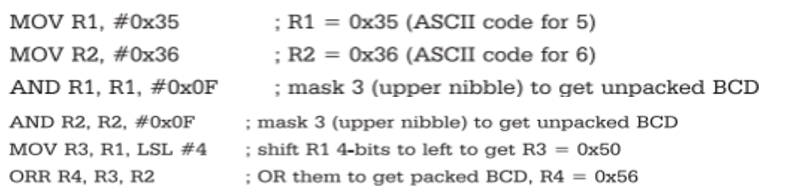 MOV R1, #0x35 ; R1 = 0x35 (ASCII code for 5)
MOV R2, #0x36 ; R2 = 0x36 (ASCII code for 6)
AND R1, R1, #0x0F ; mask 3 (upper nibble) to get unpacked BCD
AND R2, R2, #0x0F ; mask 3 (upper nibble) to get unpacked BCD
MOV R3, R1, LSL #4 ; shift R1 4-bits to left to get R3 = 0x50
ORR R4, R3, R2 ; OR them to get packed BCD, R4 = 0x56